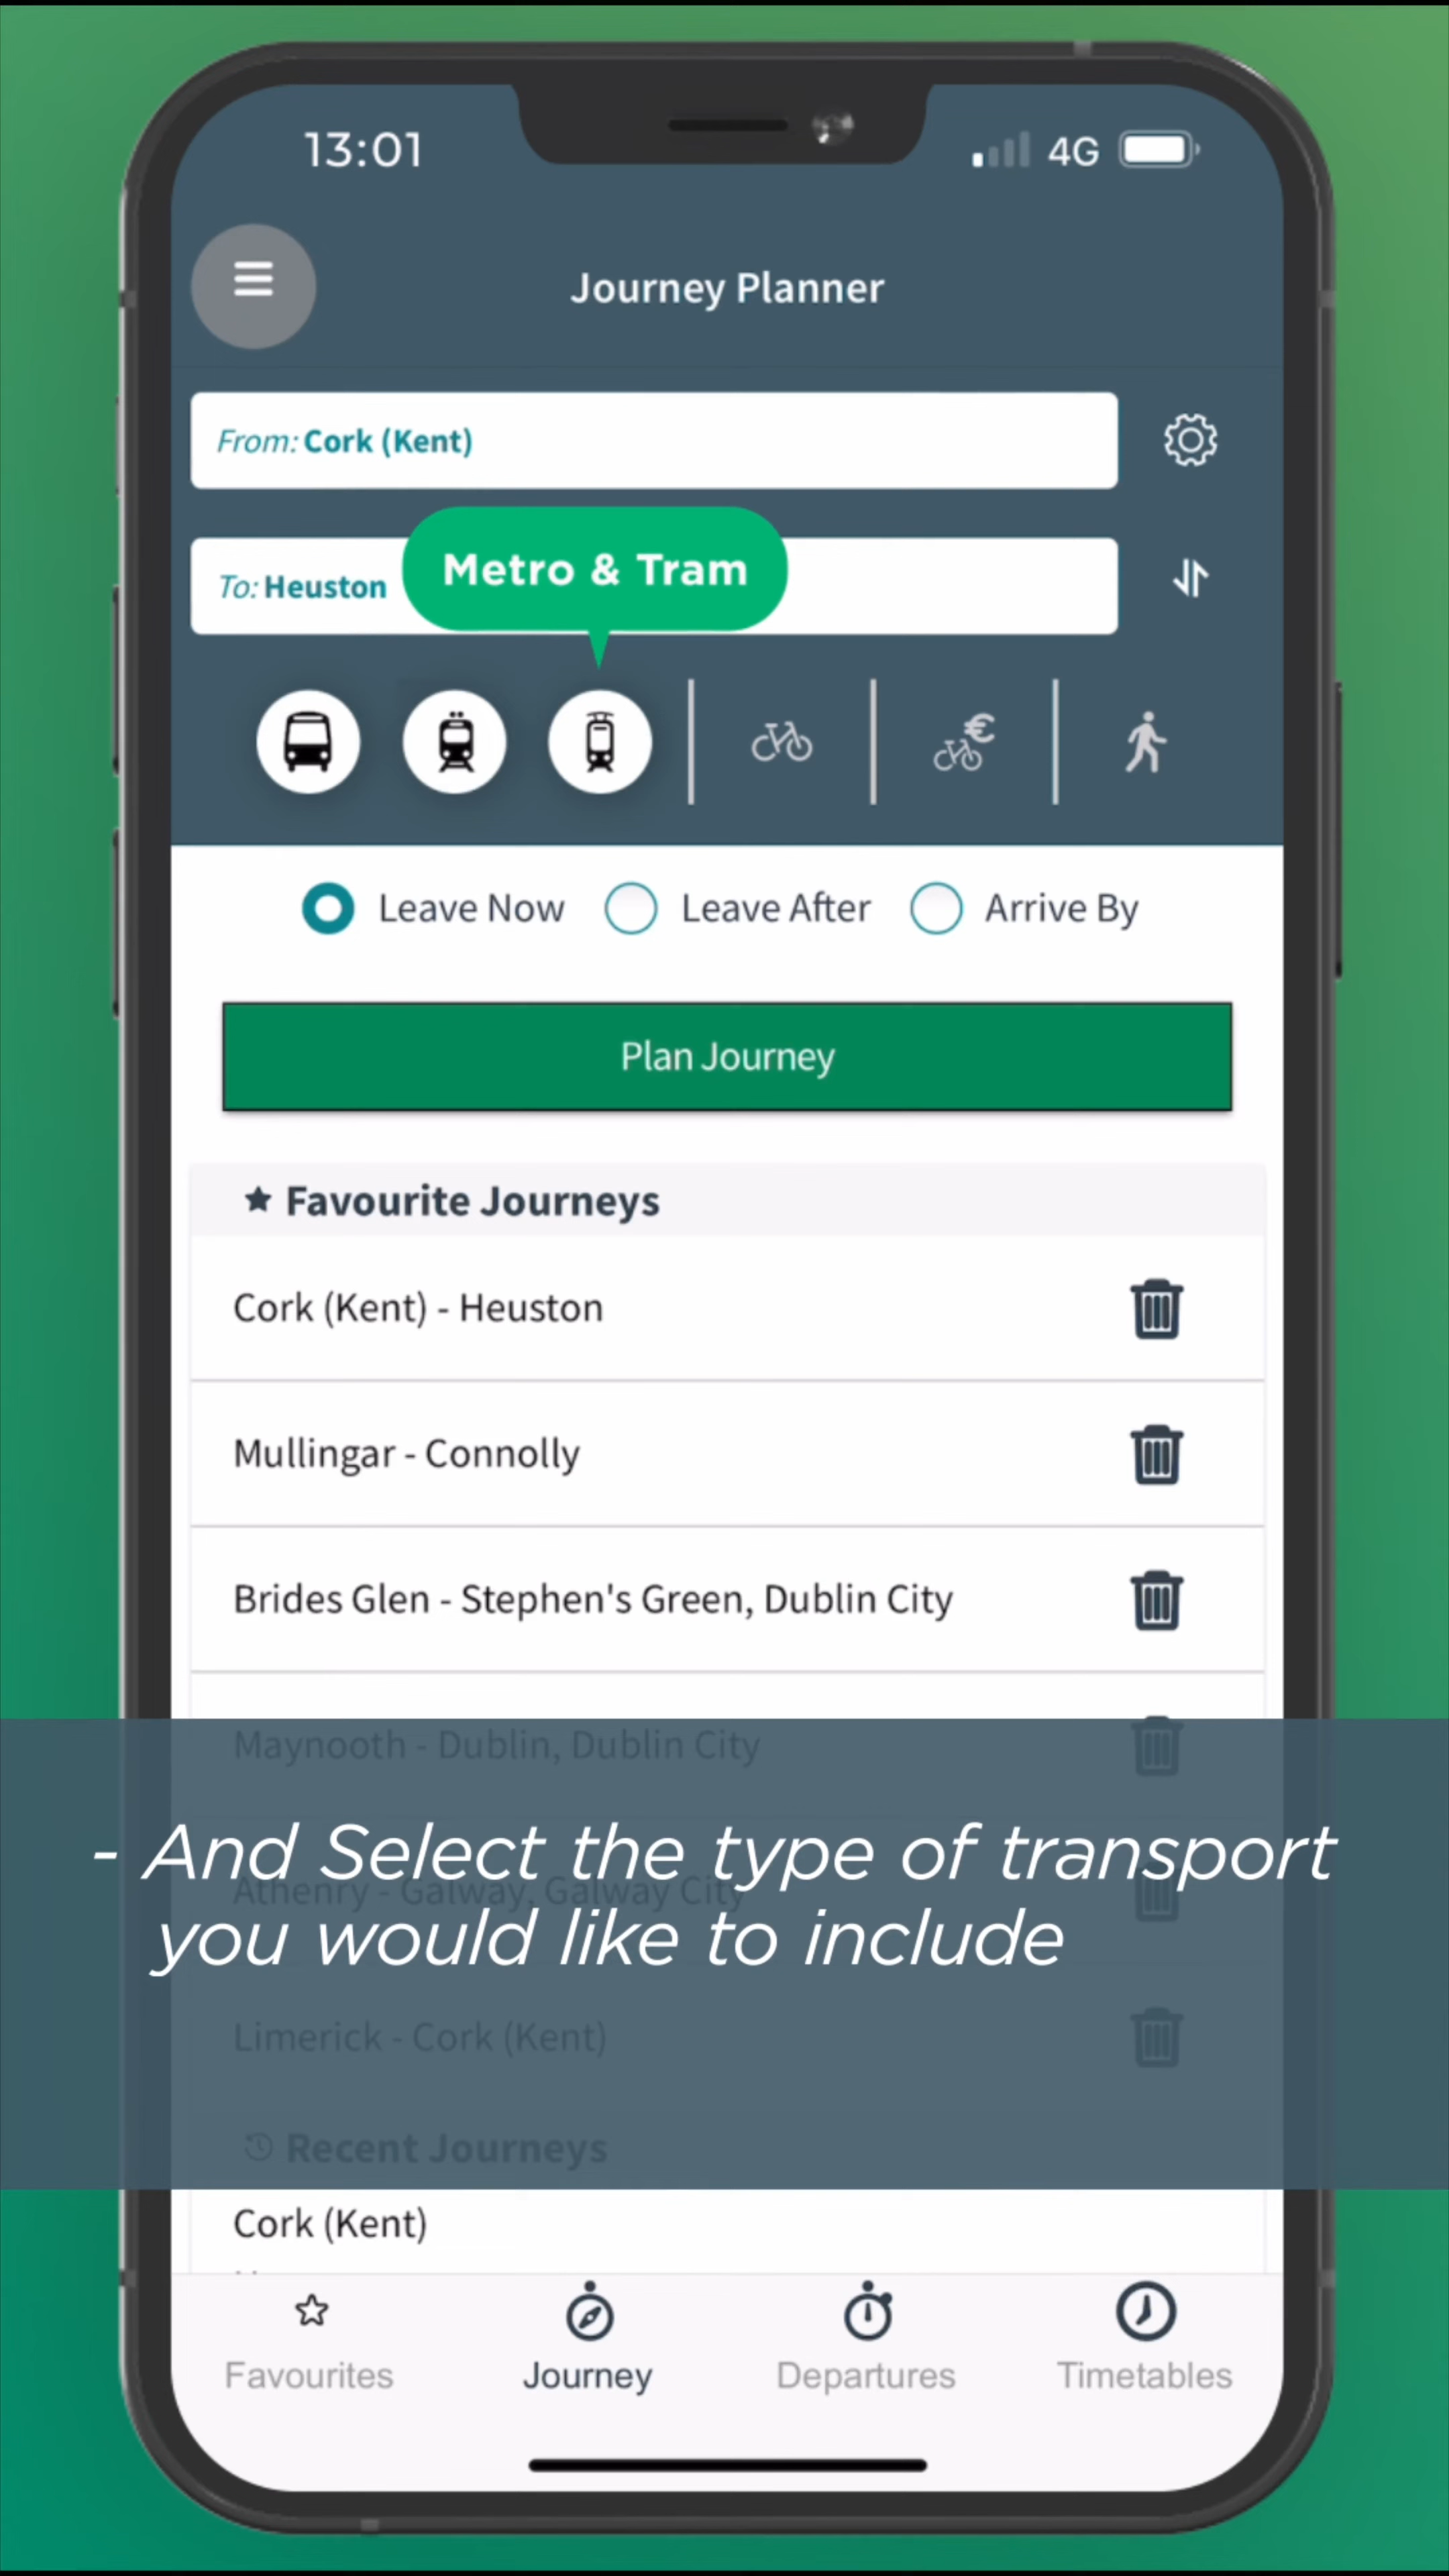 13:01
4G
Journey Planner
From: Cork (Kent)
Metro & Tram
To: Heuston
€
Leave Now
Leave After
Arrive By
Plan Journey
Favourite Journeys
Cork (Kent) - Heuston
Mullingar - Connolly
Brides Glen - Stephen's Green, Dublin City
Maynooth - Dublin, Dublin City
- And Select the type of transport
Athenry - Galway, Galway City
you would like to include
Limerick - Cork (Kent)
Recent Journeys
Cork (Kent)
Favourites
Journey
Departures
Timetables